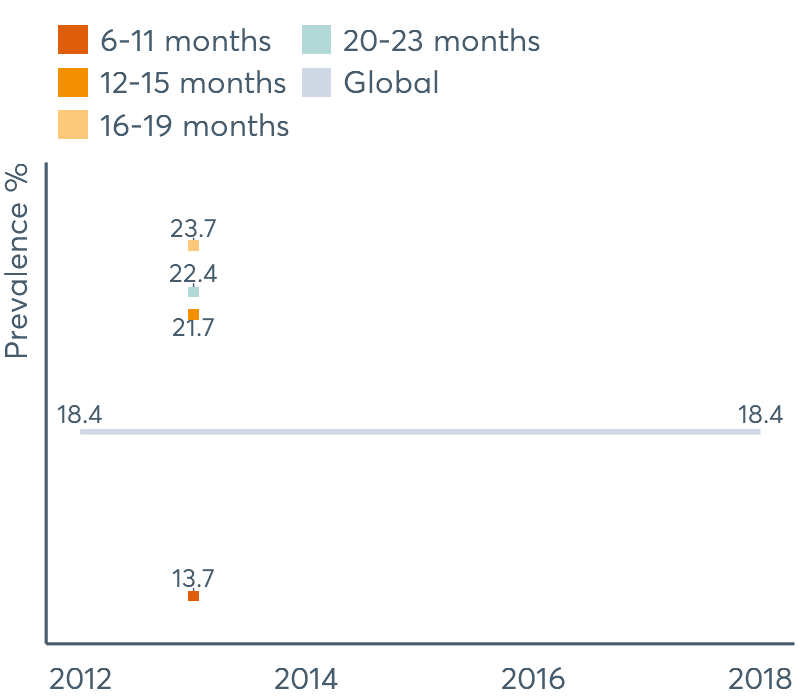 6-11 months
20-23 months
12-15 months
Global
16-19 months
Prevalence %
23.7
22.4
21.7
18.4
18.4
13.7
2012
2014
2016
2018